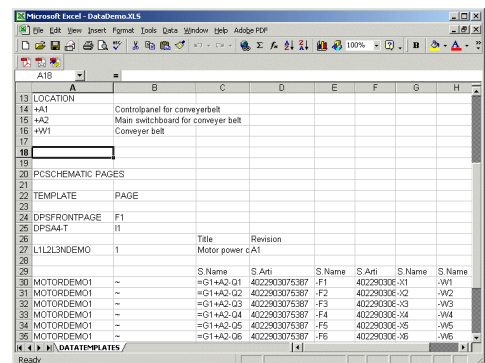 Microsoft Excel - DataDemo.XLS
File Edit View Insert Format Tools Data Window Help Adobe PDF
100% B A
A18 =
A B C D E F G H
13 LOCATION
14 +A1 Controlpanel for conveyerbelt
15 +A2 Main switchboard for conveyer belt
16 +W1 Conveyer belt
17
18
19
20 PCSCHEMATIC PAGES
21
22 TEMPLATE PAGE
23
24 DPSFRONTPAGE F1
25 DPSA4-T I1
26 Title Revision
27 L1L2L3NDEMO 1 Motor power c A1
28
29 S.Name S.Arti S.Name S.Arti S.Name S.Name
30 MOTORDEMO1 ~ =G1+A2-Q1 4022903075387 -F1 40229030E -X1 -W1
31 MOTORDEMO1 ~ =G1+A2-Q2 4022903075387 -F2 40229030E -X2 -W2
32 MOTORDEMO1 ~ =G1+A2-Q3 4022903075387 -F3 40229030E -X3 -W3
33 MOTORDEMO1 ~ =G1+A2-Q4 4022903075387 -F4 40229030E -X4 -W4
34 MOTORDEMO1 ~ =G1+A2-Q5 4022903075387 -F5 40229030E -X5 -W5
35 MOTORDEMO1 ~ =G1+A2-Q6 4022903075387 -F6 40229030E -X6 -W6
DATATEMPLATES
Ready